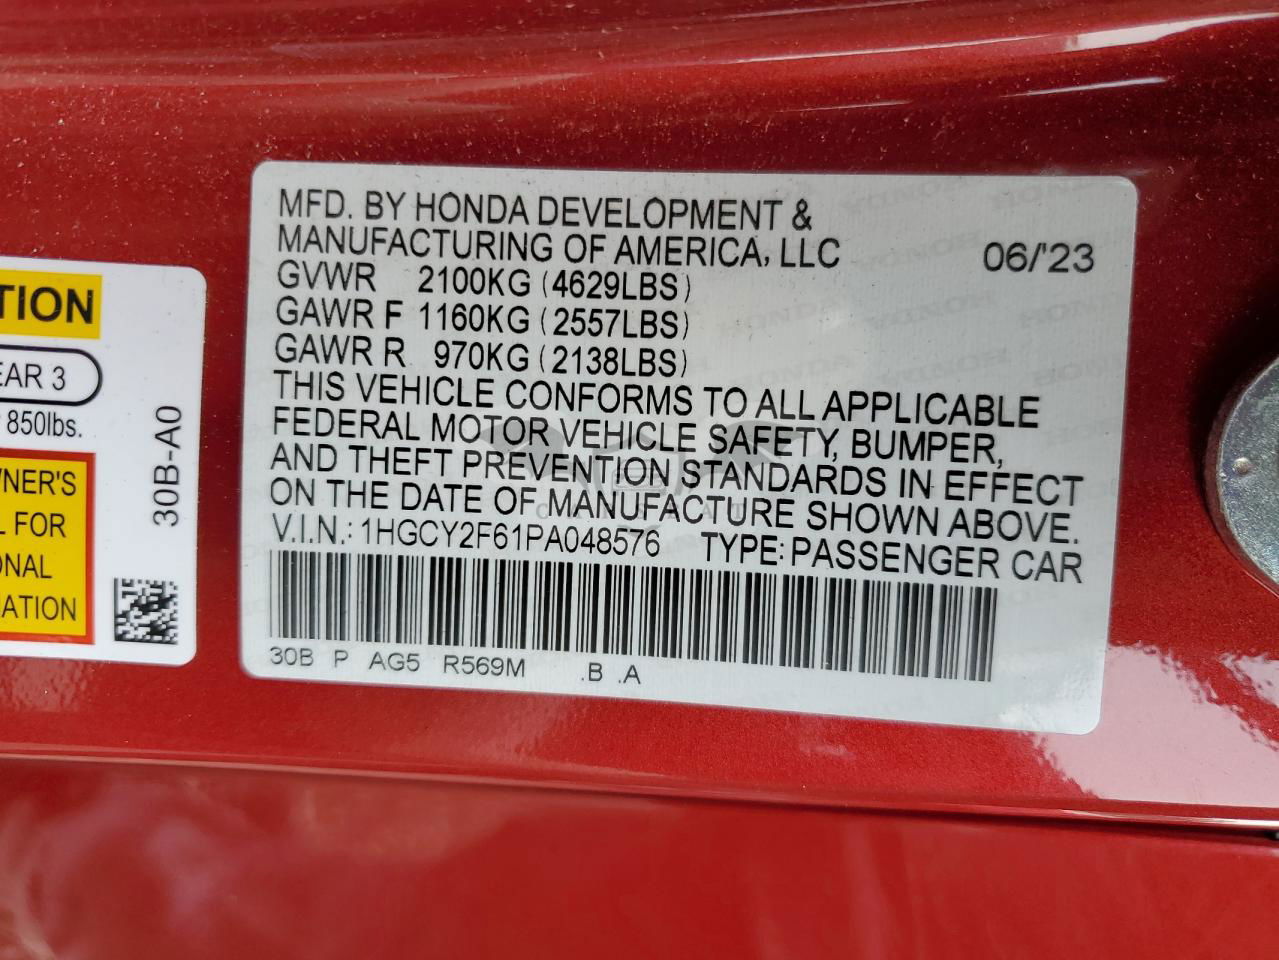 MFD. BY HONDA DEVELOPMENT &
MANUFACTURING OF AMERICA, LLC 06/'23
GVWR 2100KG (4629LBS)
GAWR F 1160KG (2557LBS)
GAWR R 970KG (2138LBS)
THIS VEHICLE CONFORMS TO ALL APPLICABLE
FEDERAL MOTOR VEHICLE SAFETY, BUMPER,
AND THEFT PREVENTION STANDARDS IN EFFECT
ON THE DATE OF MANUFACTURE SHOWN ABOVE.
V.I.N.: 1HGCY2F61PA048576 TYPE: PASSENGER CAR
30B P AG5 R569M .B .A
TION
EAR 3
850lbs.
WNER'S
L FOR
ONAL
MATION
30B-A0
HONDA